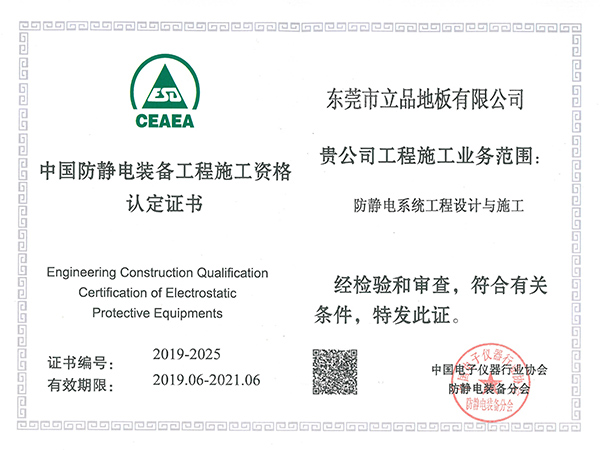 ESD
CEAEA
中国防静电装备工程施工资格
认定证书
Engineering Construction Qualification
Certification of Electrostatic
Protective Equipments
证书编号： 2019-2025
有效期限： 2019.06-2021.06
东莞市立品地板有限公司
贵公司工程施工业务范围：
防静电系统工程设计与施工
经检验和审查，符合有关
条件，特发此证。
中国电子仪器行业协会
防静电装备分会
防静电装备分会